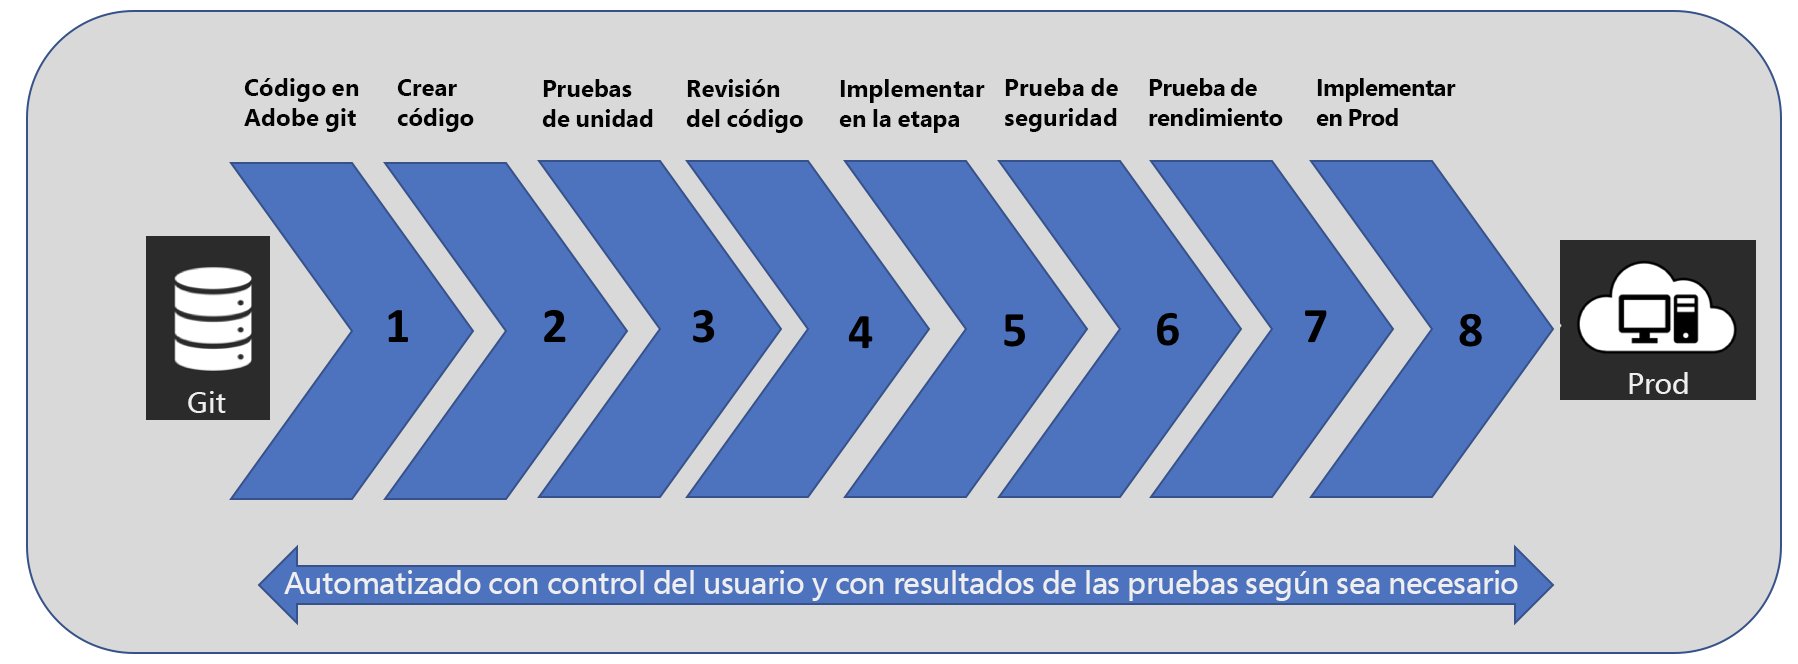 Código en
Adobe git
Crear
código
Pruebas
de unidad
Revisión
del código
Implementar
en la etapa
Prueba de
seguridad
Prueba de
rendimiento
Implementar
en Prod
1
2
3
4
5
6
7
8
Git
Prod
Automatizado con control del usuario y con resultados de las pruebas según sea necesario